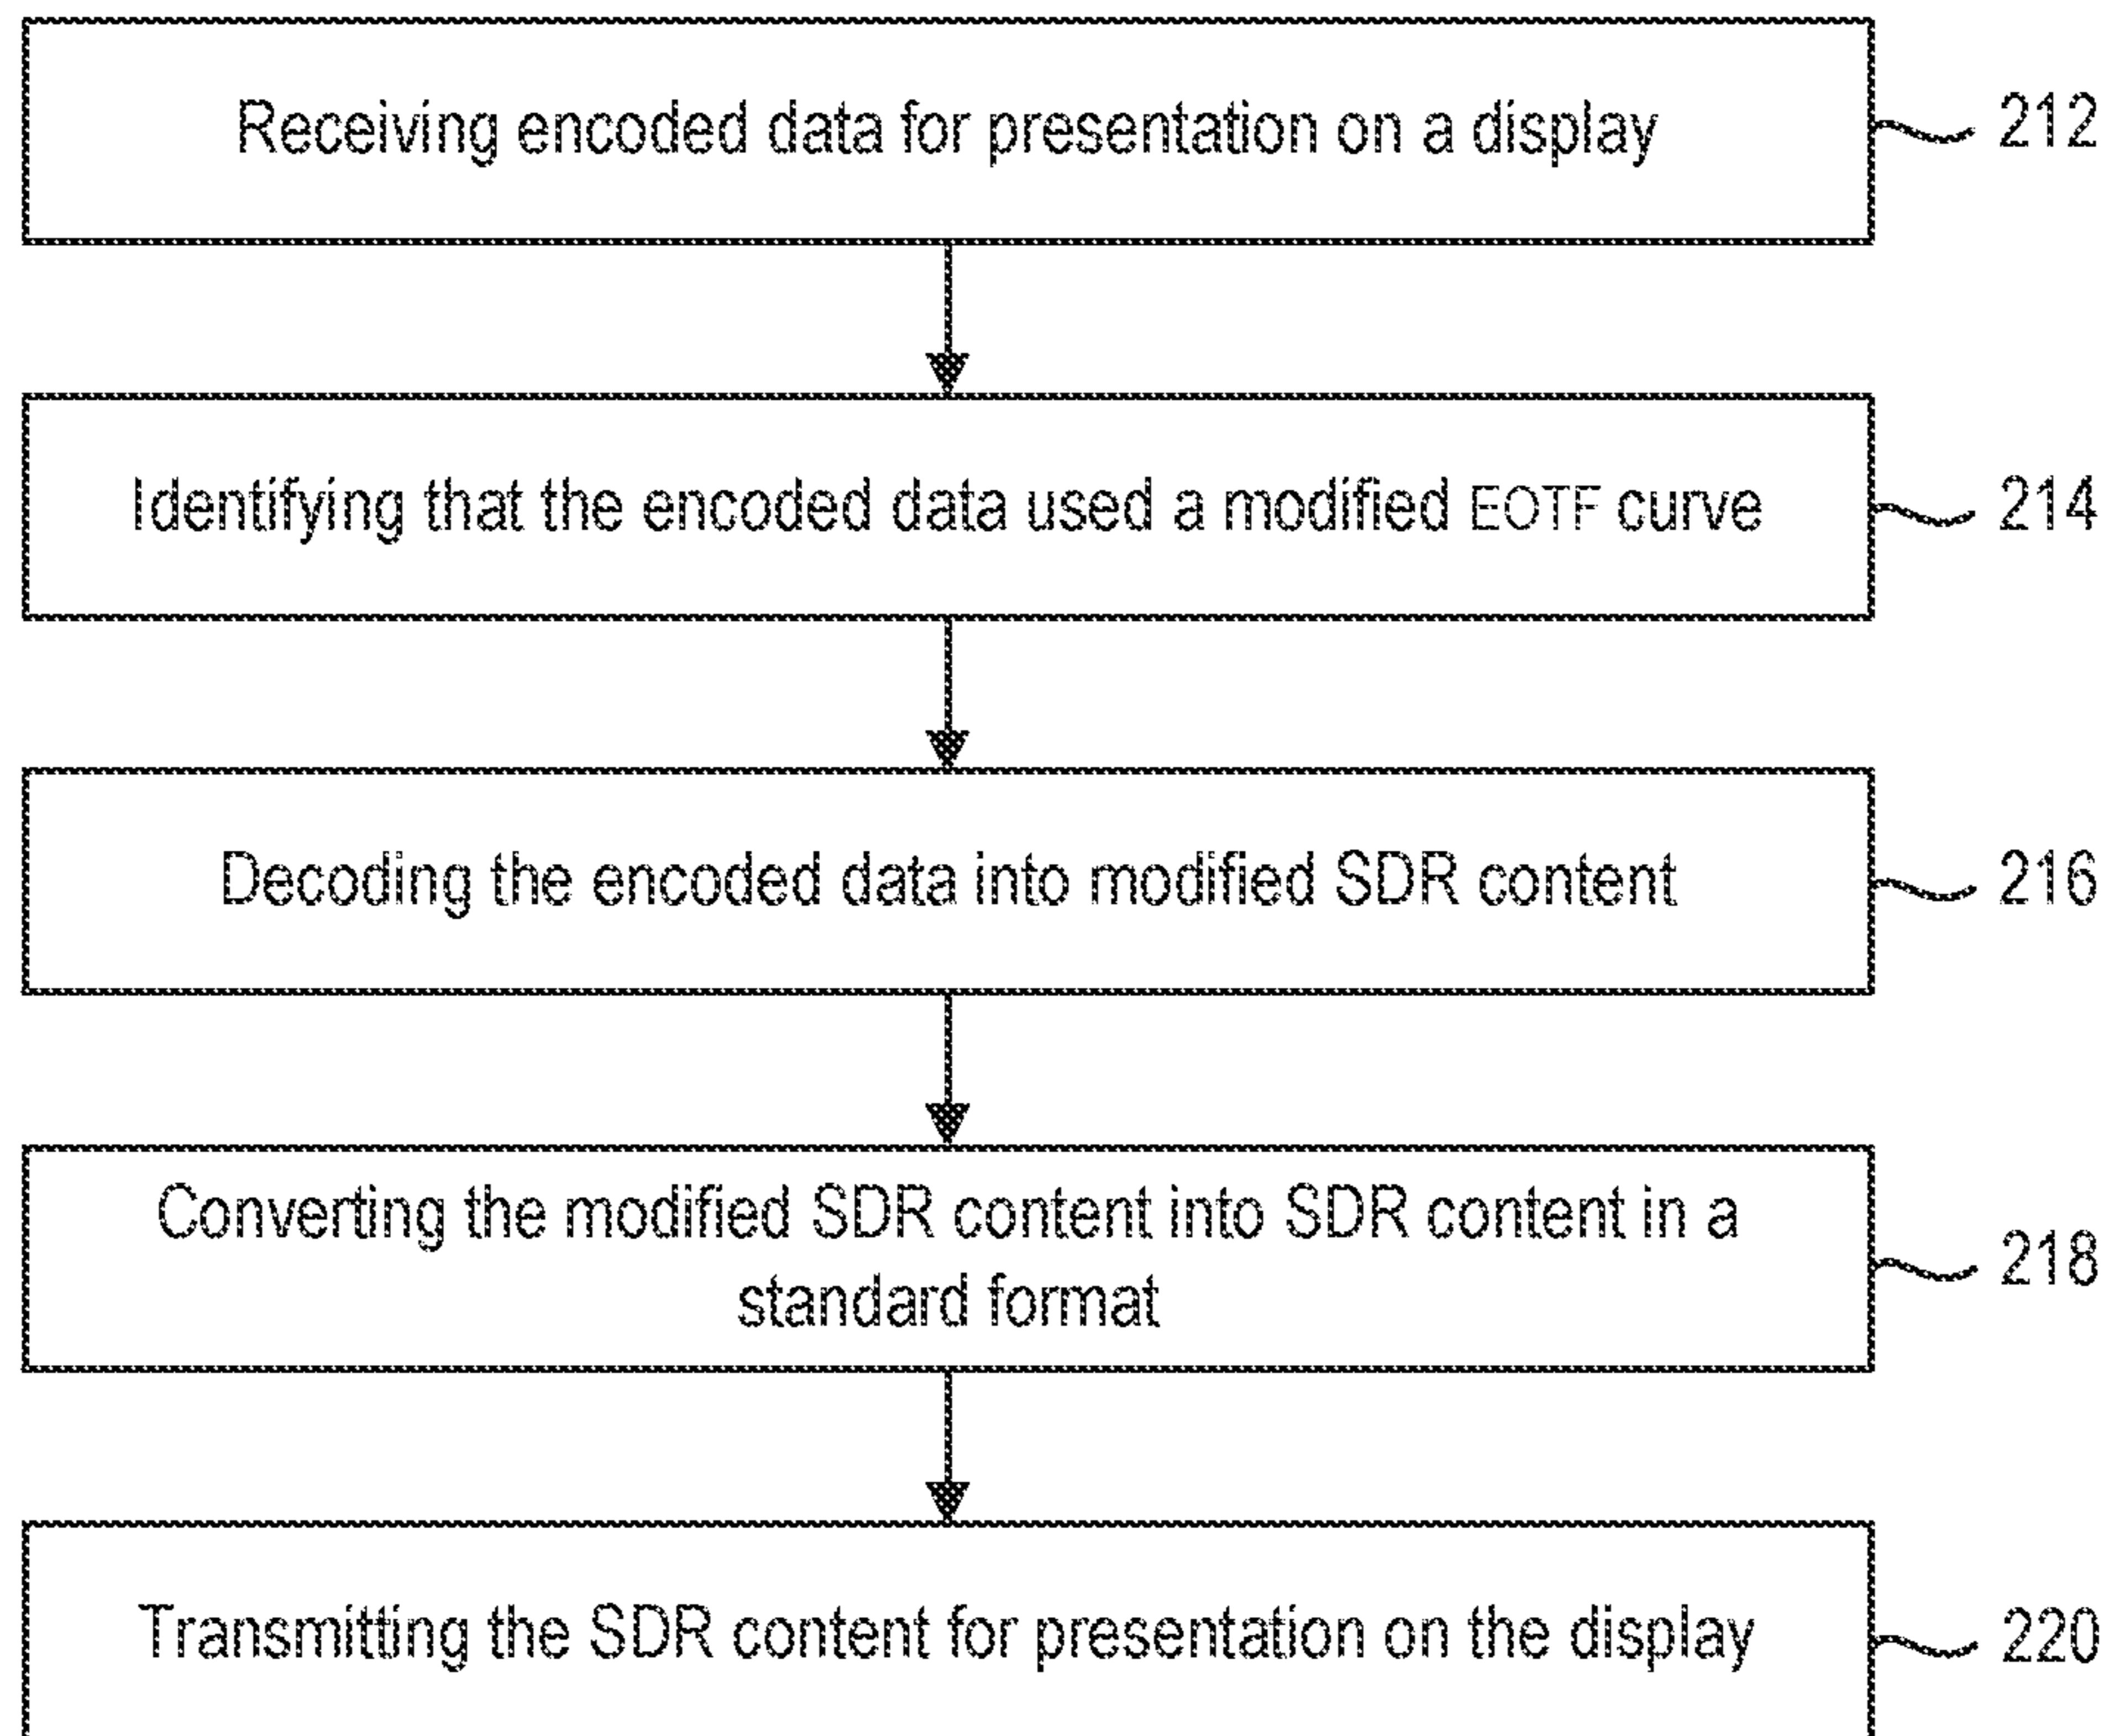 Receiving encoded data for presentation on a display
212
Identifying that the encoded data used a modified EOTF curve
214
Decoding the encoded data into modified SDR content
216
Converting the modified SDR content into SDR content in a
standard format
218
Transmitting the SDR content for presentation on the display
220